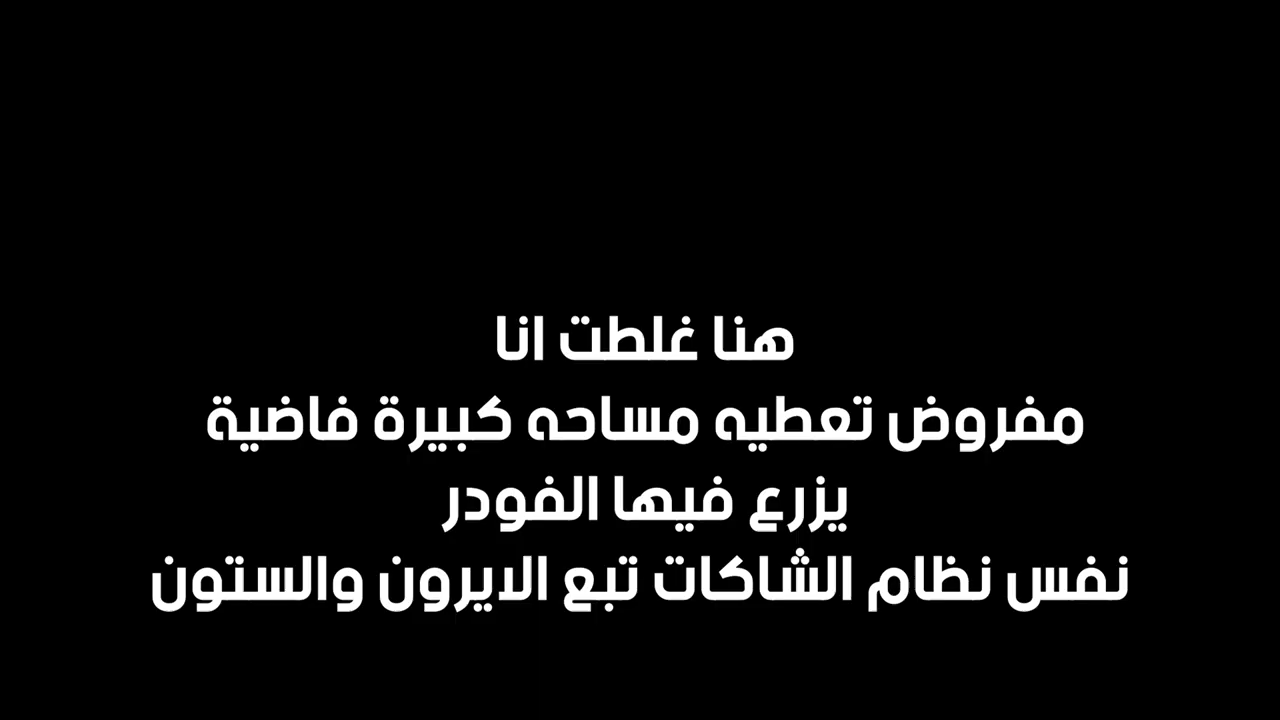 هنا غلطت انا
مفروض تعطيه مساحه كبيرة فاضية
يزرع فيها الفودر
نفس نظام الشاكات تبع الايرون والستون